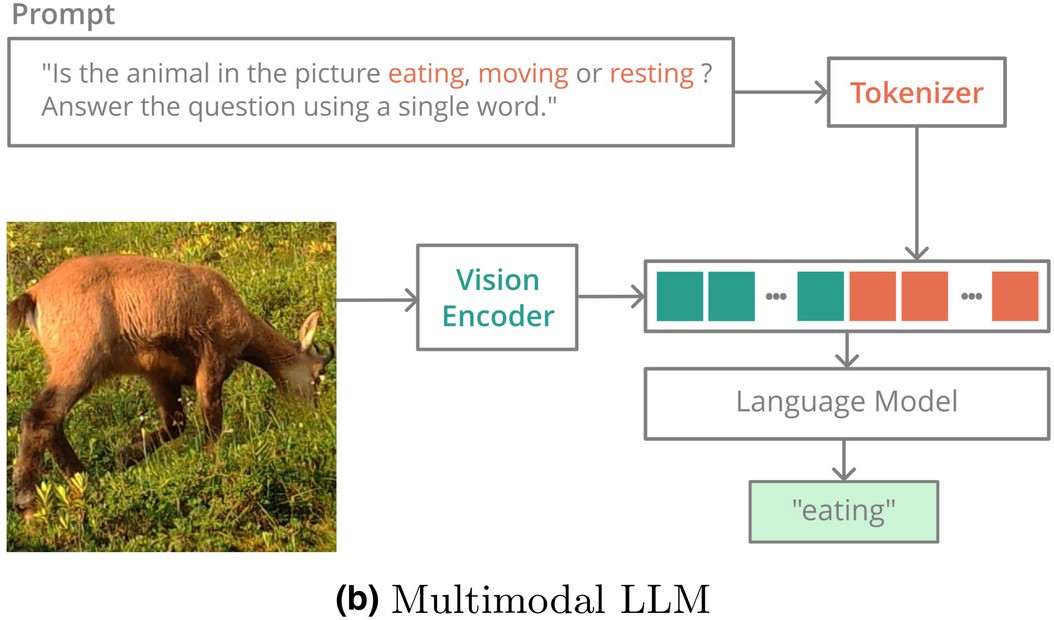 Prompt
"Is the animal in the picture eating, moving or resting ?
Answer the question using a single word."
Tokenizer
Vision
Encoder
Language Model
"eating"
(b) Multimodal LLM